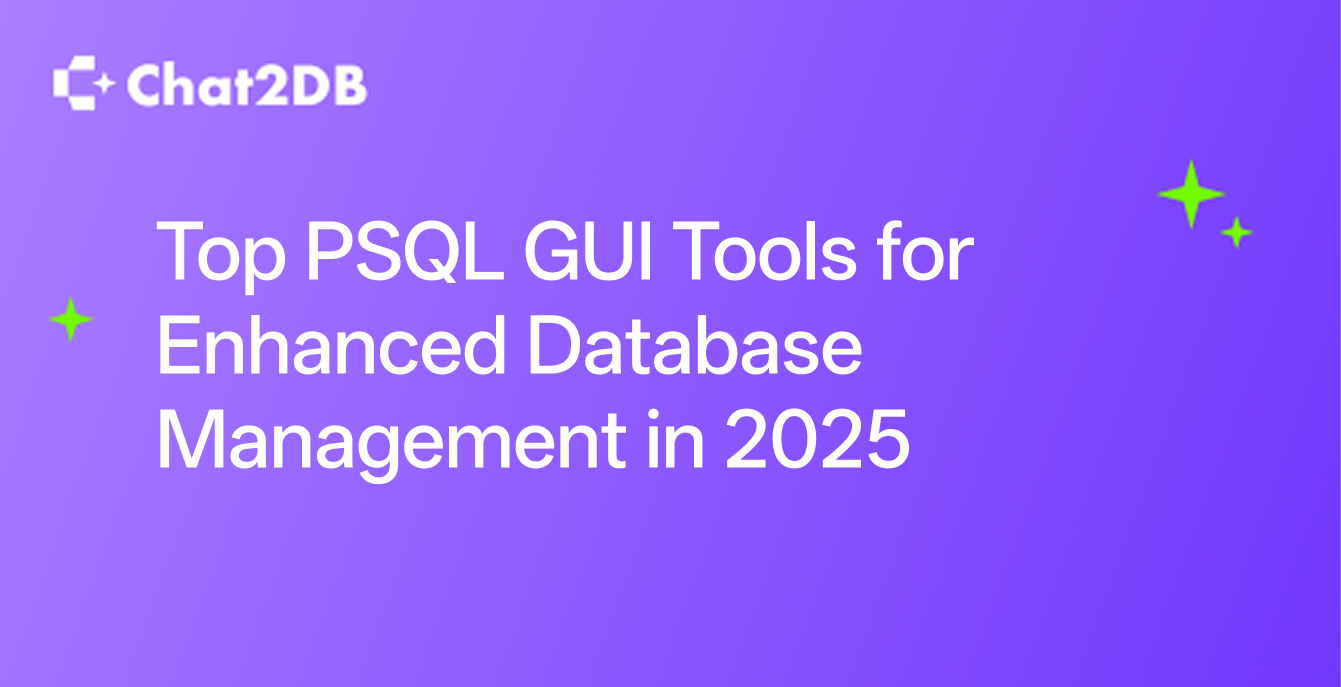 Chat2DB
Top PSQL GUI Tools for
Enhanced Database
Management in 2025